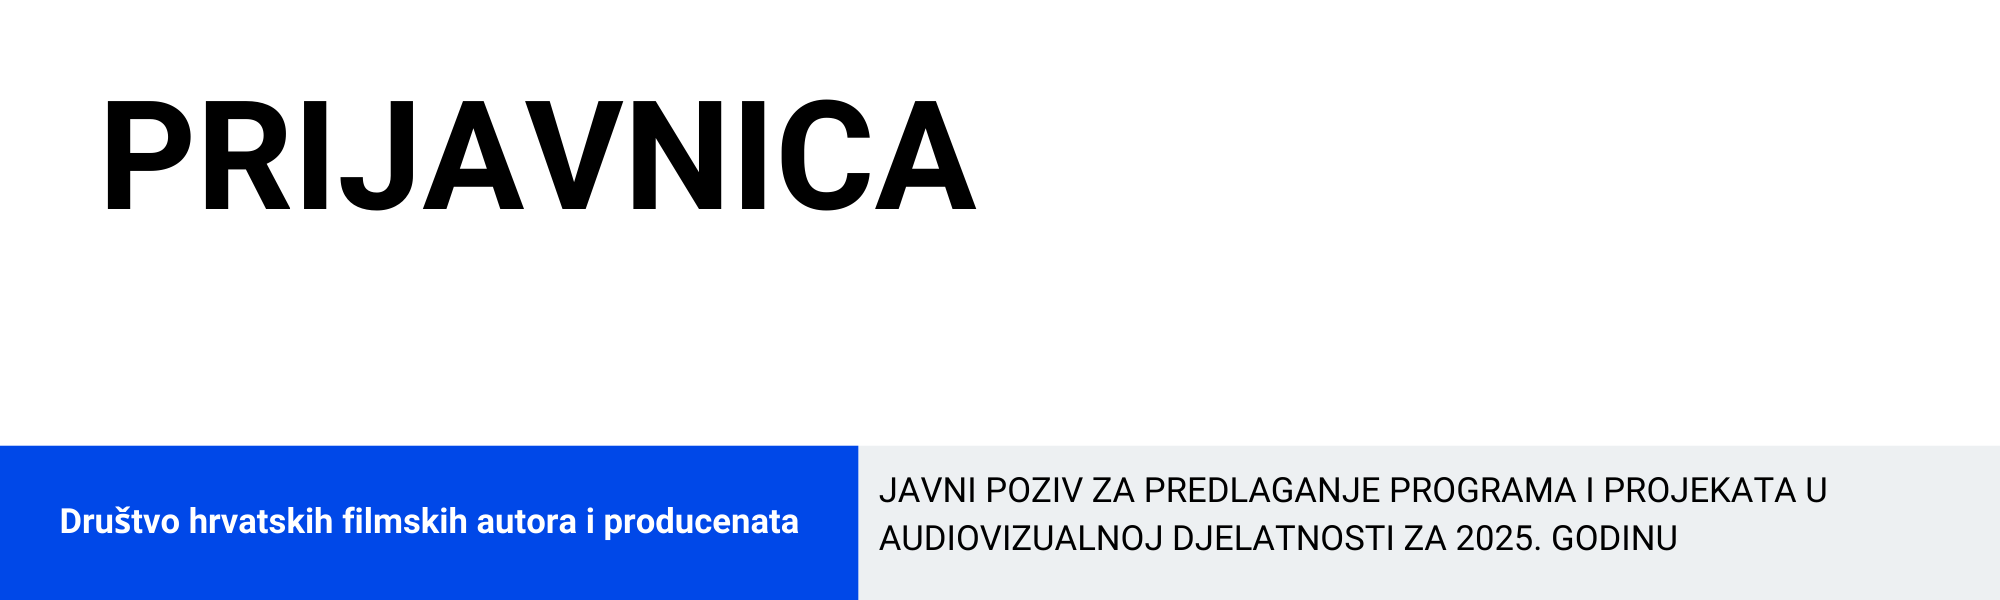 PRIJAVNICA
Društvo hrvatskih filmskih autora i producenata
JAVNI POZIV ZA PREDLAGANJE PROGRAMA I PROJEKATA U
AUDIOVIZUALNOJ DJELATNOSTI ZA 2025. GODINU